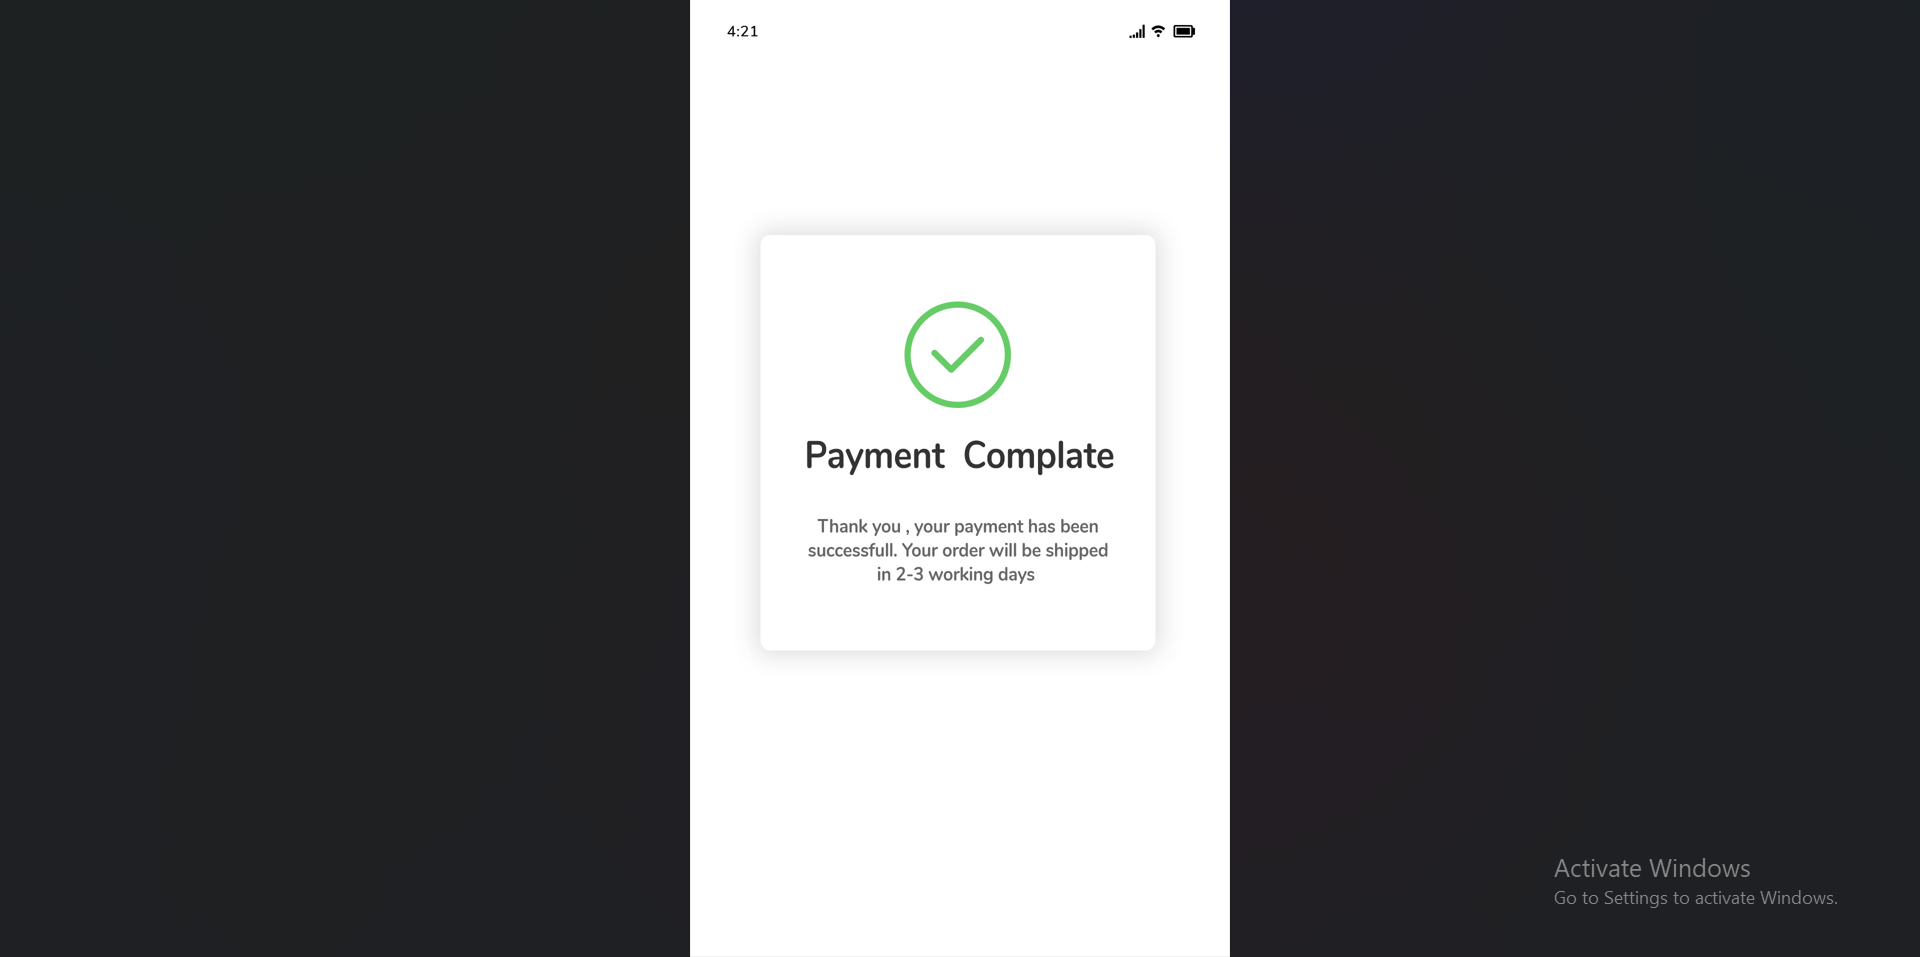 4:21
Payment Complate
Thank you , your payment has been
successfull. Your order will be shipped
in 2-3 working days
Activate Windows
Go to Settings to activate Windows.